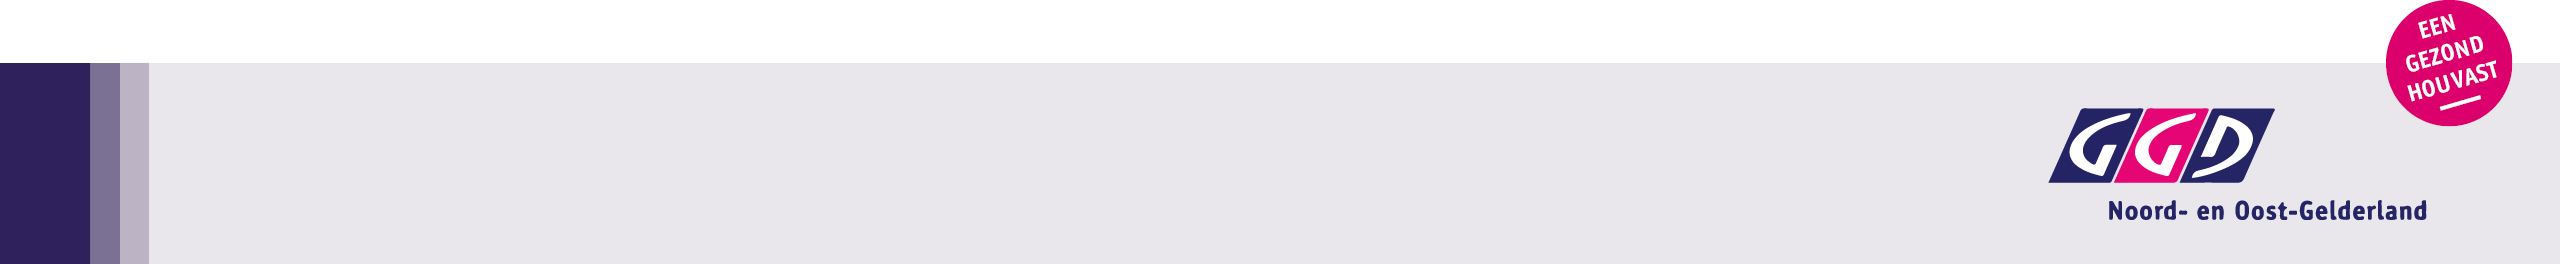 EEN
GEZOND
HOUVAST
GGD
Noord- en Oost-Gelderland